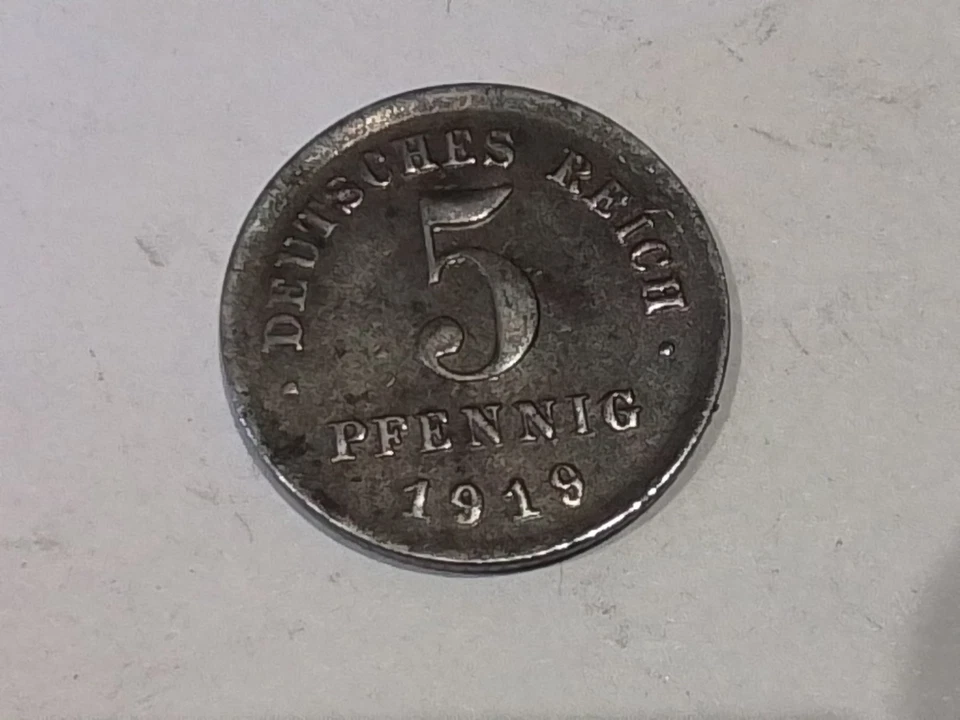 DEUTSCHES REICH
5
PFENNIG
1919